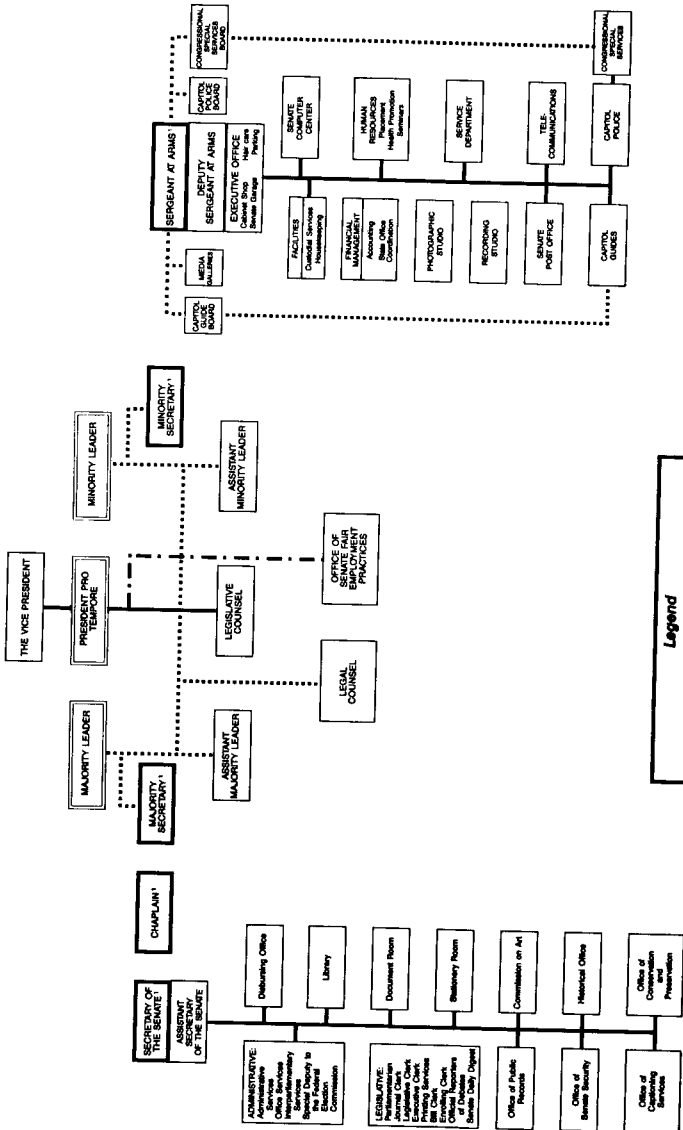 THE VICE PRESIDENT
MAJORITY LEADER
PRESIDENT PRO
TEMPORE
MINORITY LEADER
SECRETARY OF
THE SENATE¹
ASSISTANT
SECRETARY
OF THE SENATE
CHAPLAIN¹
MAJORITY
SECRETARY¹
MINORITY
SECRETARY¹
ASSISTANT
MAJORITY LEADER
LEGISLATIVE
COUNSEL
ASSISTANT
MINORITY LEADER
LEGAL
COUNSEL
OFFICE OF
SENATE FAIR
EMPLOYMENT
PRACTICES
ADMINISTRATIVE:
Administrative
Services
Office Services
Interparliamentary
Services
Special Deputy to
the Federal
Election
Commission
Disbursing Office
Library
LEGISLATIVE:
Parliamentarian
Journal Clerk
Legislative Clerk
Executive Clerk
Printing Services
Bill Clerk
Enrolling Clerk
Official Reporters
of Debates
Senate Daily Digest
Document Room
Stationery Room
Office of Public
Records
Commission on Art
Office of
Senate Security
Historical Office
Office of
Captioning
Services
Office of
Conservation
and
Preservation
CAPITOL
GUIDE
BOARD
MEDIA
GALLERIES
SERGEANT AT ARMS¹
DEPUTY
SERGEANT AT ARMS
EXECUTIVE OFFICE
Cabinet Shop Hair care
Senate Garage Parking
CAPITOL
POLICE
BOARD
CONGRESSIONAL
SPECIAL
SERVICES
BOARD
FACILITIES
Custodial Services
Housekeeping
SENATE
COMPUTER
CENTER
FINANCIAL
MANAGEMENT
Accounting
State Office
Coordination
HUMAN
RESOURCES
Placement
Health Promotion
Seminars
PHOTOGRAPHIC
STUDIO
SERVICE
DEPARTMENT
RECORDING
STUDIO
SENATE
POST OFFICE
TELE-
COMMUNICATIONS
CAPITOL
GUIDES
CAPITOL
POLICE
CONGRESSIONAL
SPECIAL
SERVICES
Legend